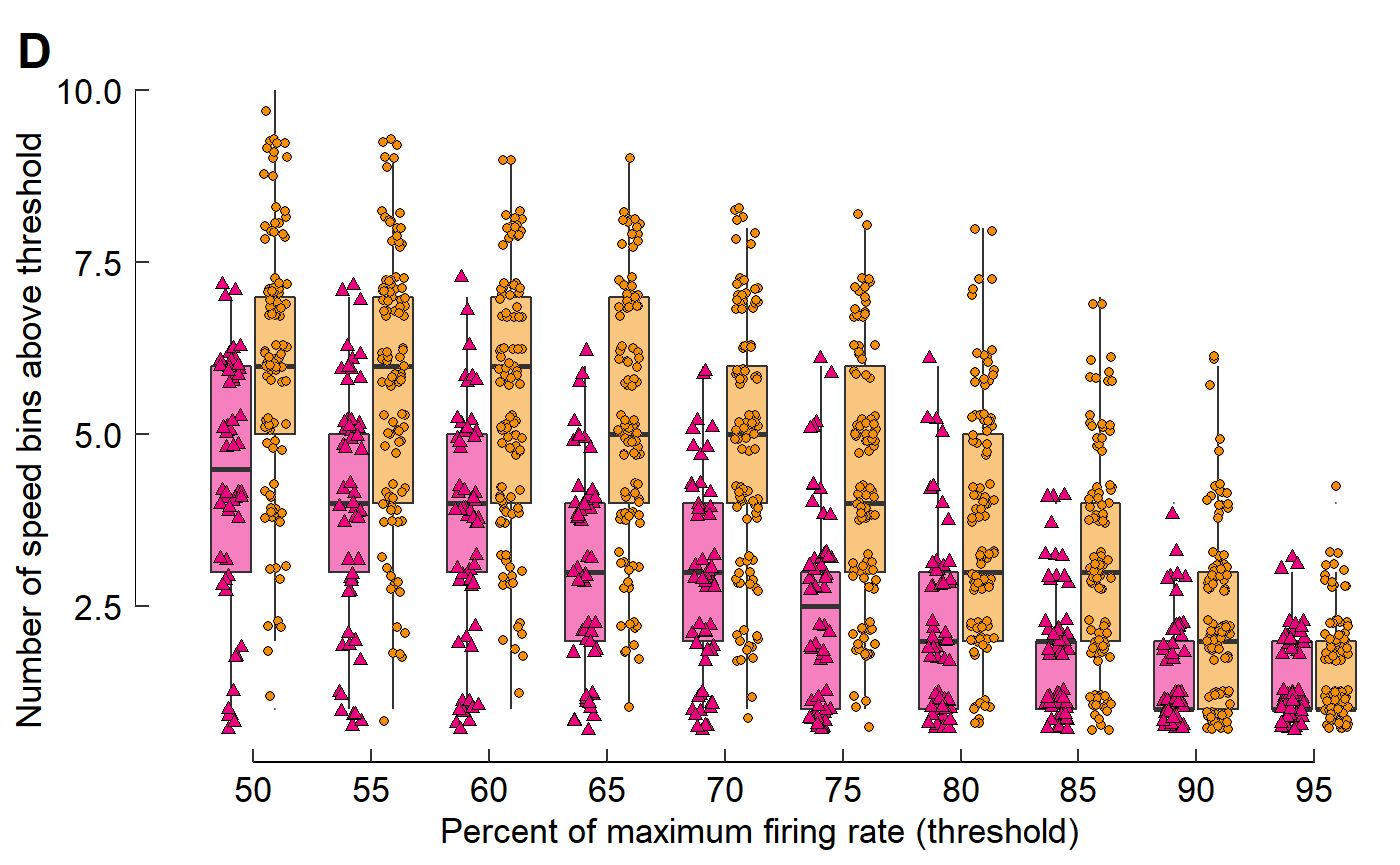 D
Number of speed bins above threshold
10.0
7.5
5.0
2.5
50 55 60 65 70 75 80 85 90 95
Percent of maximum firing rate (threshold)